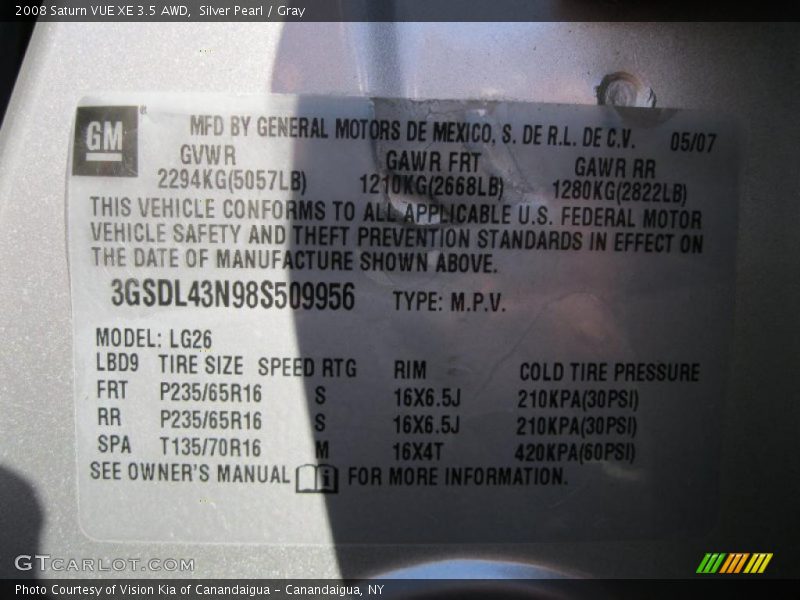 2008 Saturn VUE XE 3.5 AWD, Silver Pearl / Gray
GM®
MFD BY GENERAL MOTORS DE MEXICO, S. DE R.L. DE C.V. 05/07
GVWR GAWR FRT GAWR RR
2294KG(5057LB) 1210KG(2668LB) 1280KG(2822LB)
THIS VEHICLE CONFORMS TO ALL APPLICABLE U.S. FEDERAL MOTOR
VEHICLE SAFETY AND THEFT PREVENTION STANDARDS IN EFFECT ON
THE DATE OF MANUFACTURE SHOWN ABOVE.
3GSDL43N98S509956 TYPE: M.P.V.
MODEL: LG26
LBD9 TIRE SIZE SPEED RTG RIM COLD TIRE PRESSURE
FRT P235/65R16 S 16X6.5J 210KPA(30PSI)
RR P235/65R16 S 16X6.5J 210KPA(30PSI)
SPA T135/70R16 M 16X4T 420KPA(60PSI)
SEE OWNER'S MANUAL i FOR MORE INFORMATION.
GTCARLOT.COM
Photo Courtesy of Vision Kia of Canandaigua - Canandaigua, NY